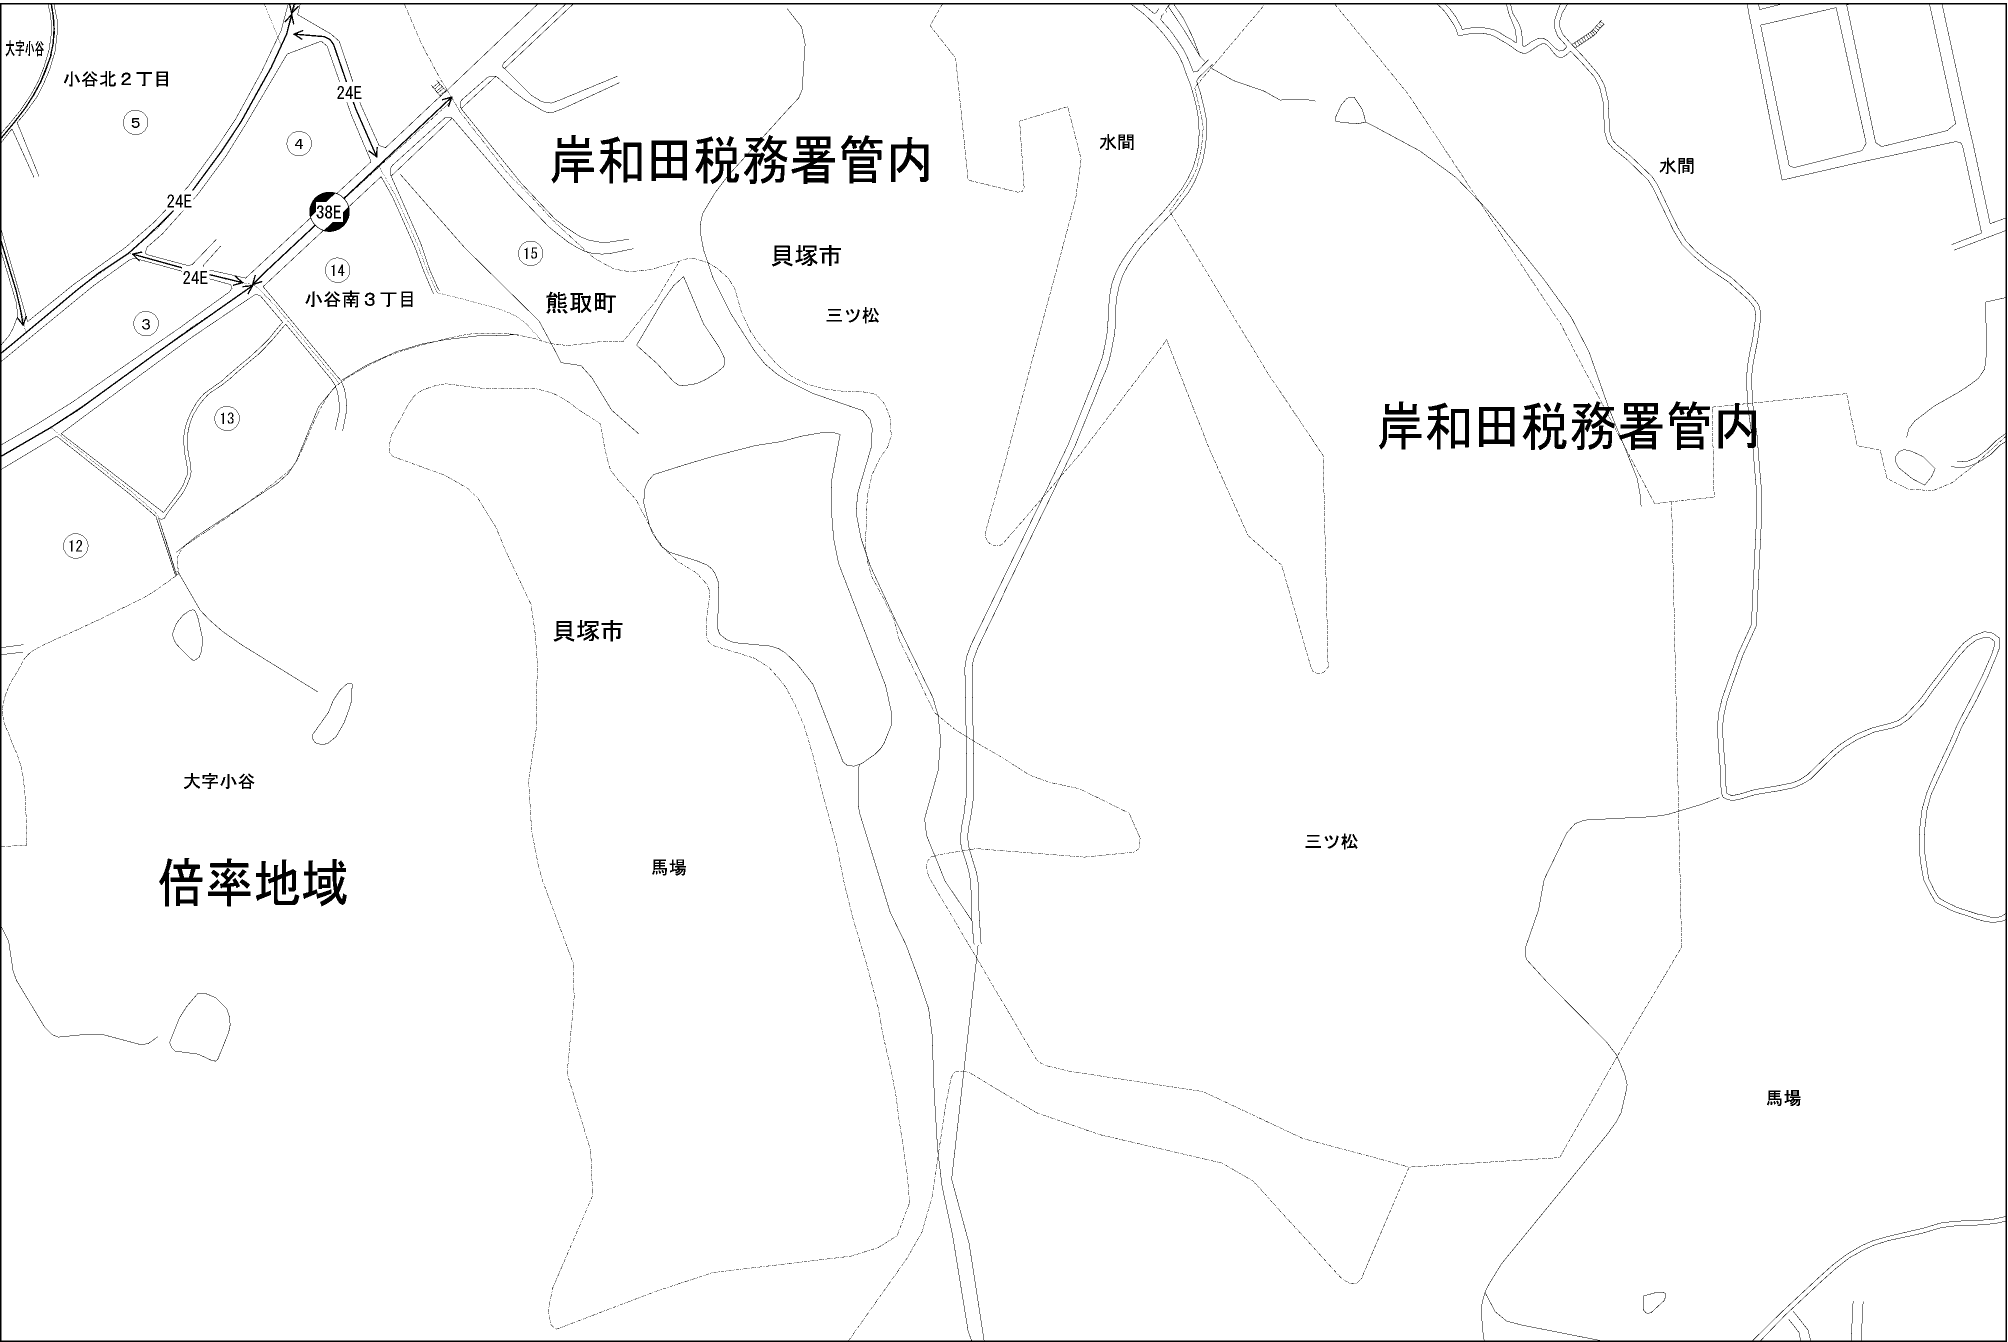 大字小谷
小谷北2丁目
5
24E
4
岸和田税務署管内
水間
水間
24E
38E
貝塚市
15
14
24E
小谷南3丁目
熊取町
三ツ松
3
13
岸和田税務署管内
12
貝塚市
大字小谷
三ツ松
馬場
倍率地域
馬場